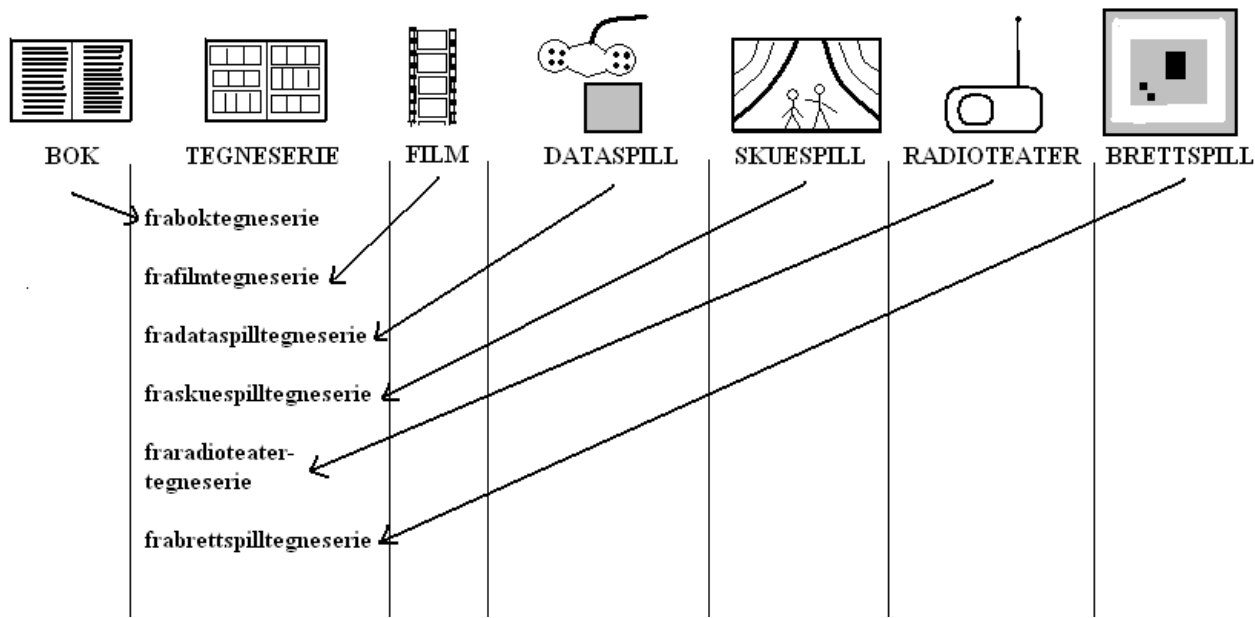 BOK TEGNESERIE FILM DATASPILL SKUESPILL RADIOTEATER BRETTSPILL
fraboktegneserie
frafilmtegneserie
fradataspilltegneserie
fraskuespilltegneserie
fraradioteater-
tegneserie
frabrettspilltegneserie